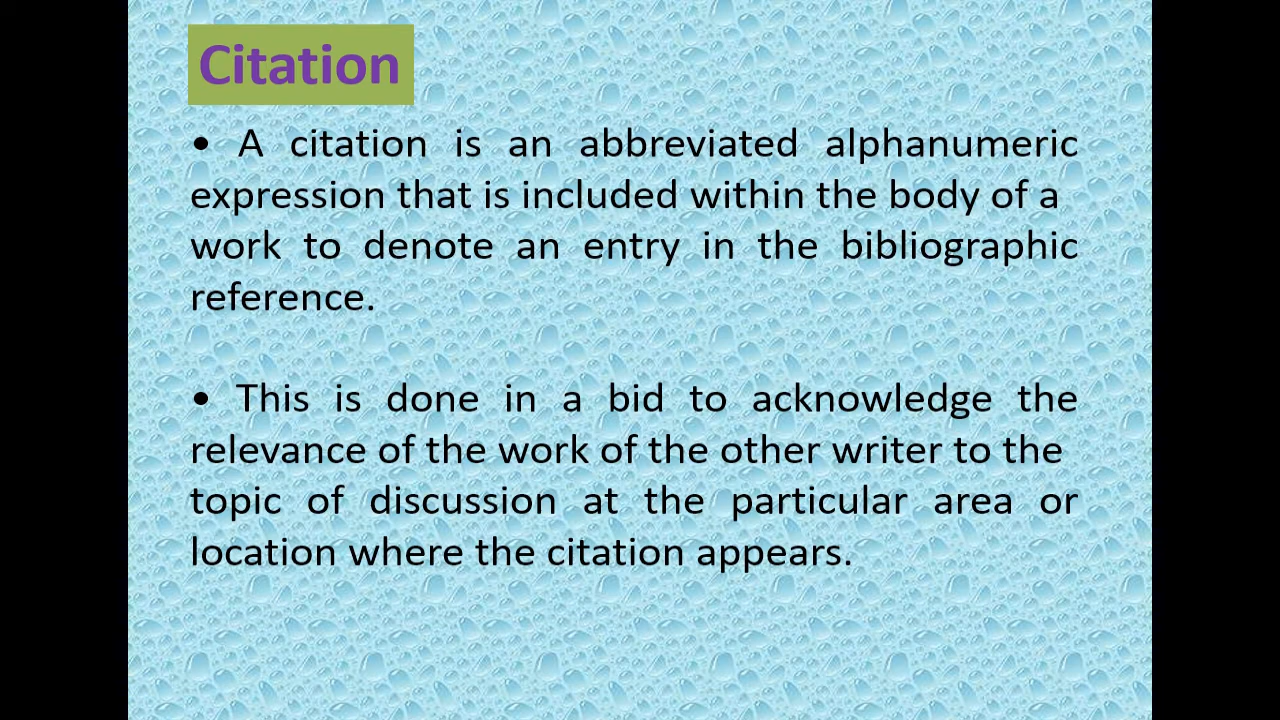 Citation
• A citation is an abbreviated alphanumeric
expression that is included within the body of a
work to denote an entry in the bibliographic
reference.
• This is done in a bid to acknowledge the
relevance of the work of the other writer to the
topic of discussion at the particular area or
location where the citation appears.